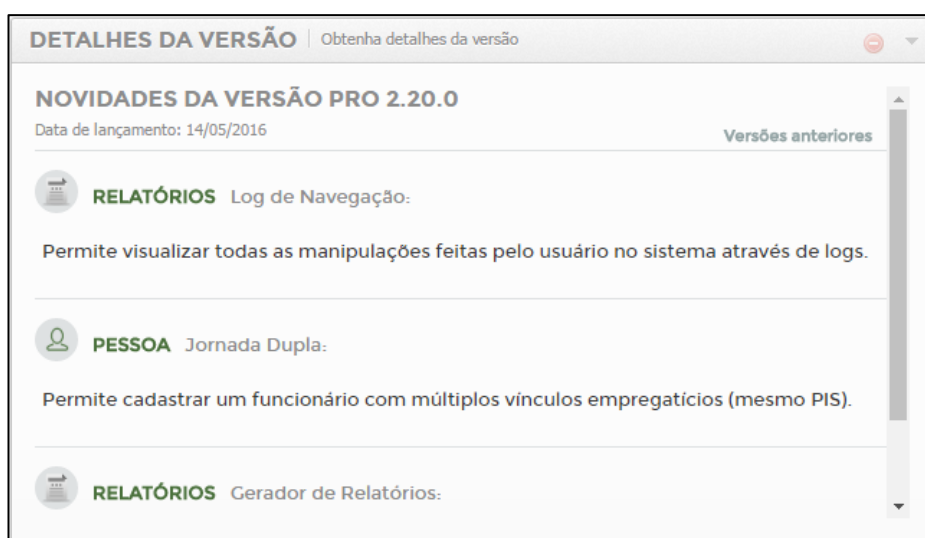 DETALHES DA VERSÃO | Obtenha detalhes da versão
NOVIDADES DA VERSÃO PRO 2.20.0
Data de lançamento: 14/05/2016
Versões anteriores
RELATÓRIOS Log de Navegação:
Permite visualizar todas as manipulações feitas pelo usuário no sistema através de logs.
PESSOA Jornada Dupla:
Permite cadastrar um funcionário com múltiplos vínculos empregatícios (mesmo PIS).
RELATÓRIOS Gerador de Relatórios: